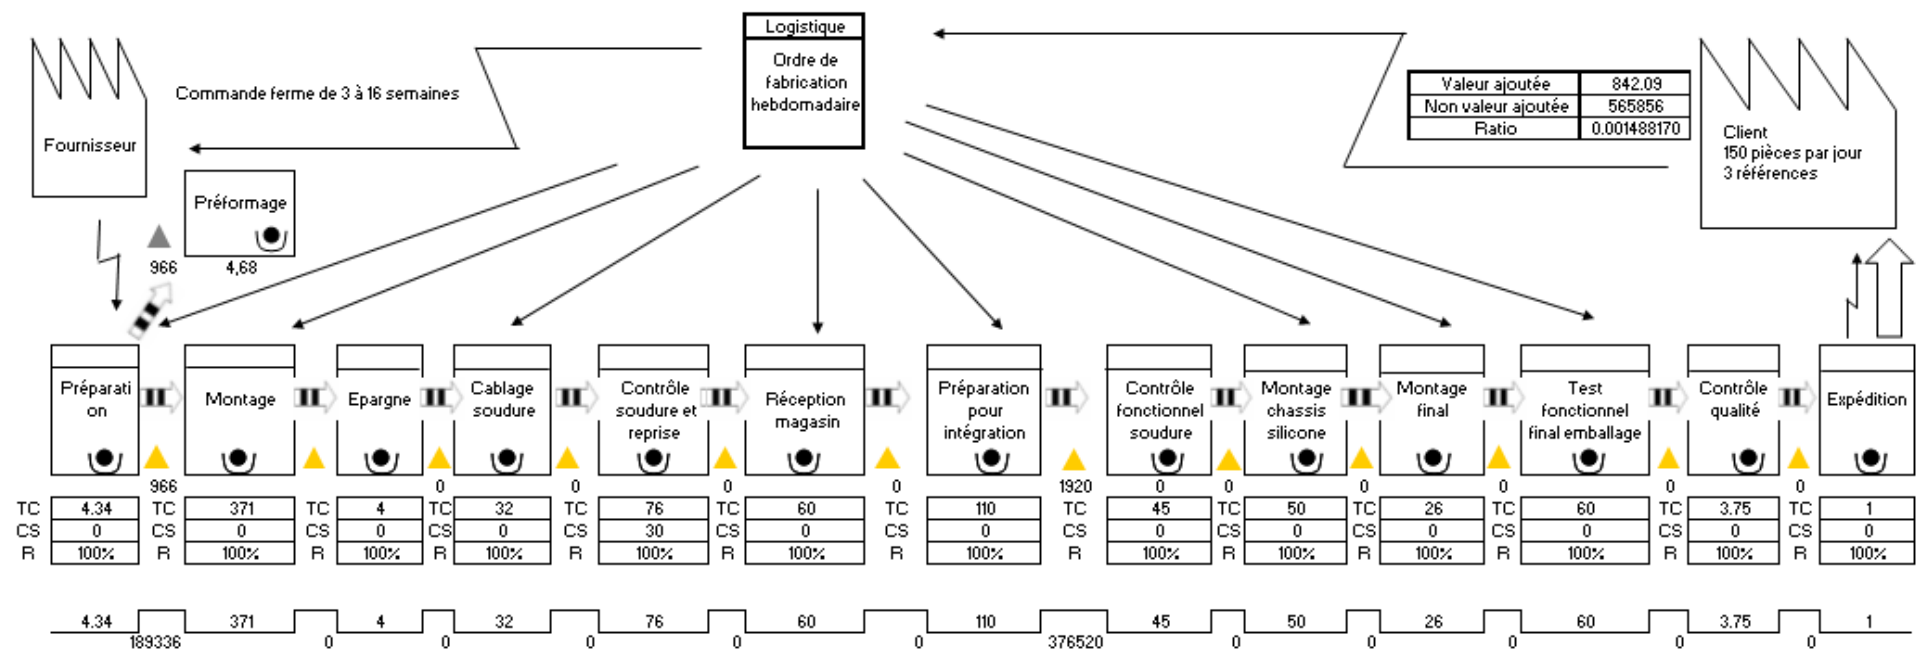 Logistique
Ordre de
fabrication
hebdomadaire
Commande ferme de 3 à 16 semaines
Fournisseur
Préformage
966
4,68
Valeur ajoutée 842.09
Non valeur ajoutée 565856
Ratio 0.001488170
Client
150 pièces par jour
3 références
Préparati
on
Montage
Epargne
Cablage
soudure
Contrôle
soudure et
reprise
Réception
magasin
Préparation
pour
intégration
Contrôle
fonctionnel
soudure
Montage
chassis
silicone
Montage
final
Test
fonctionnel
final emballage
Contrôle
qualité
Expédition
966 0 0 0 0 1920 0 0 0 0 0 0
TC 4.34 TC 371 TC 4 TC 32 TC 76 TC 60 TC 110 TC 45 TC 50 TC 26 TC 60 TC 3.75 TC 1
CS 0 CS 0 CS 0 CS 0 CS 30 CS 0 CS 0 CS 0 CS 0 CS 0 CS 0 CS 0 CS 0
R 100% R 100% R 100% R 100% R 100% R 100% R 100% R 100% R 100% R 100% R 100% R 100% R 100%
4.34 371 4 32 76 60 110 45 50 26 60 3.75 1
189336 0 0 0 0 0 376520 0 0 0 0 0